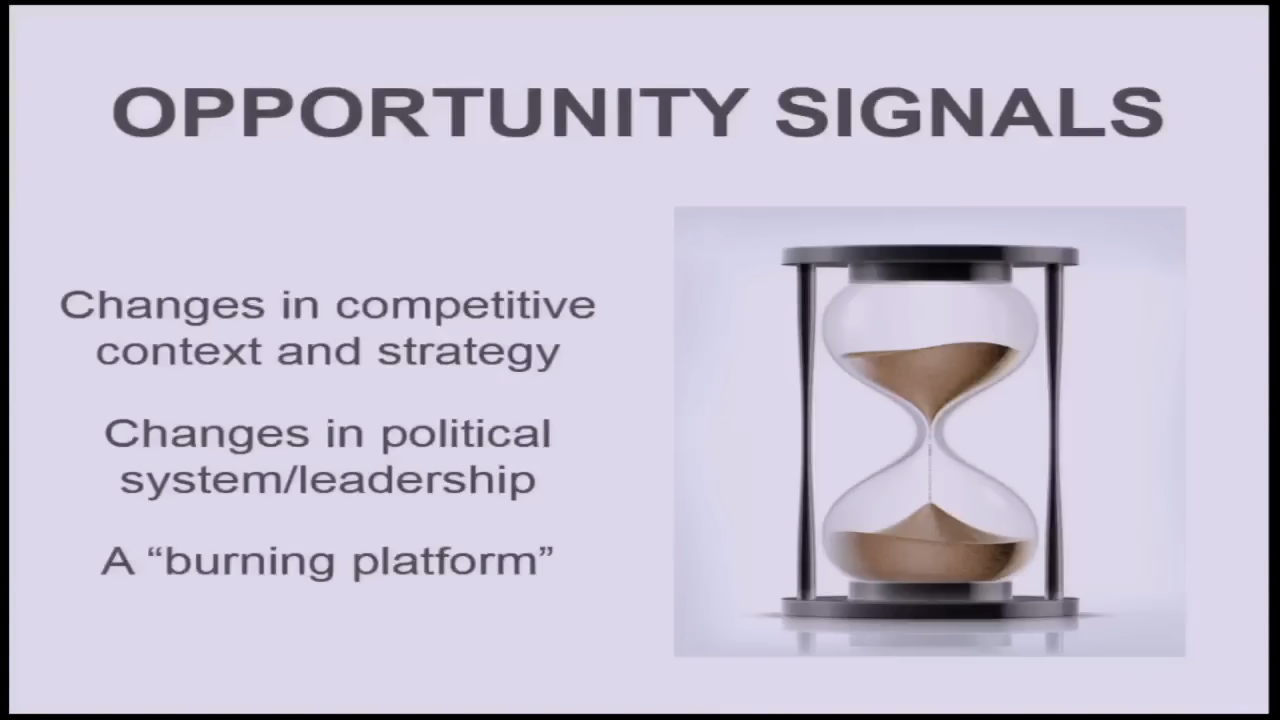 OPPORTUNITY SIGNALS
Changes in competitive
context and strategy
Changes in political
system/leadership
A “burning platform”